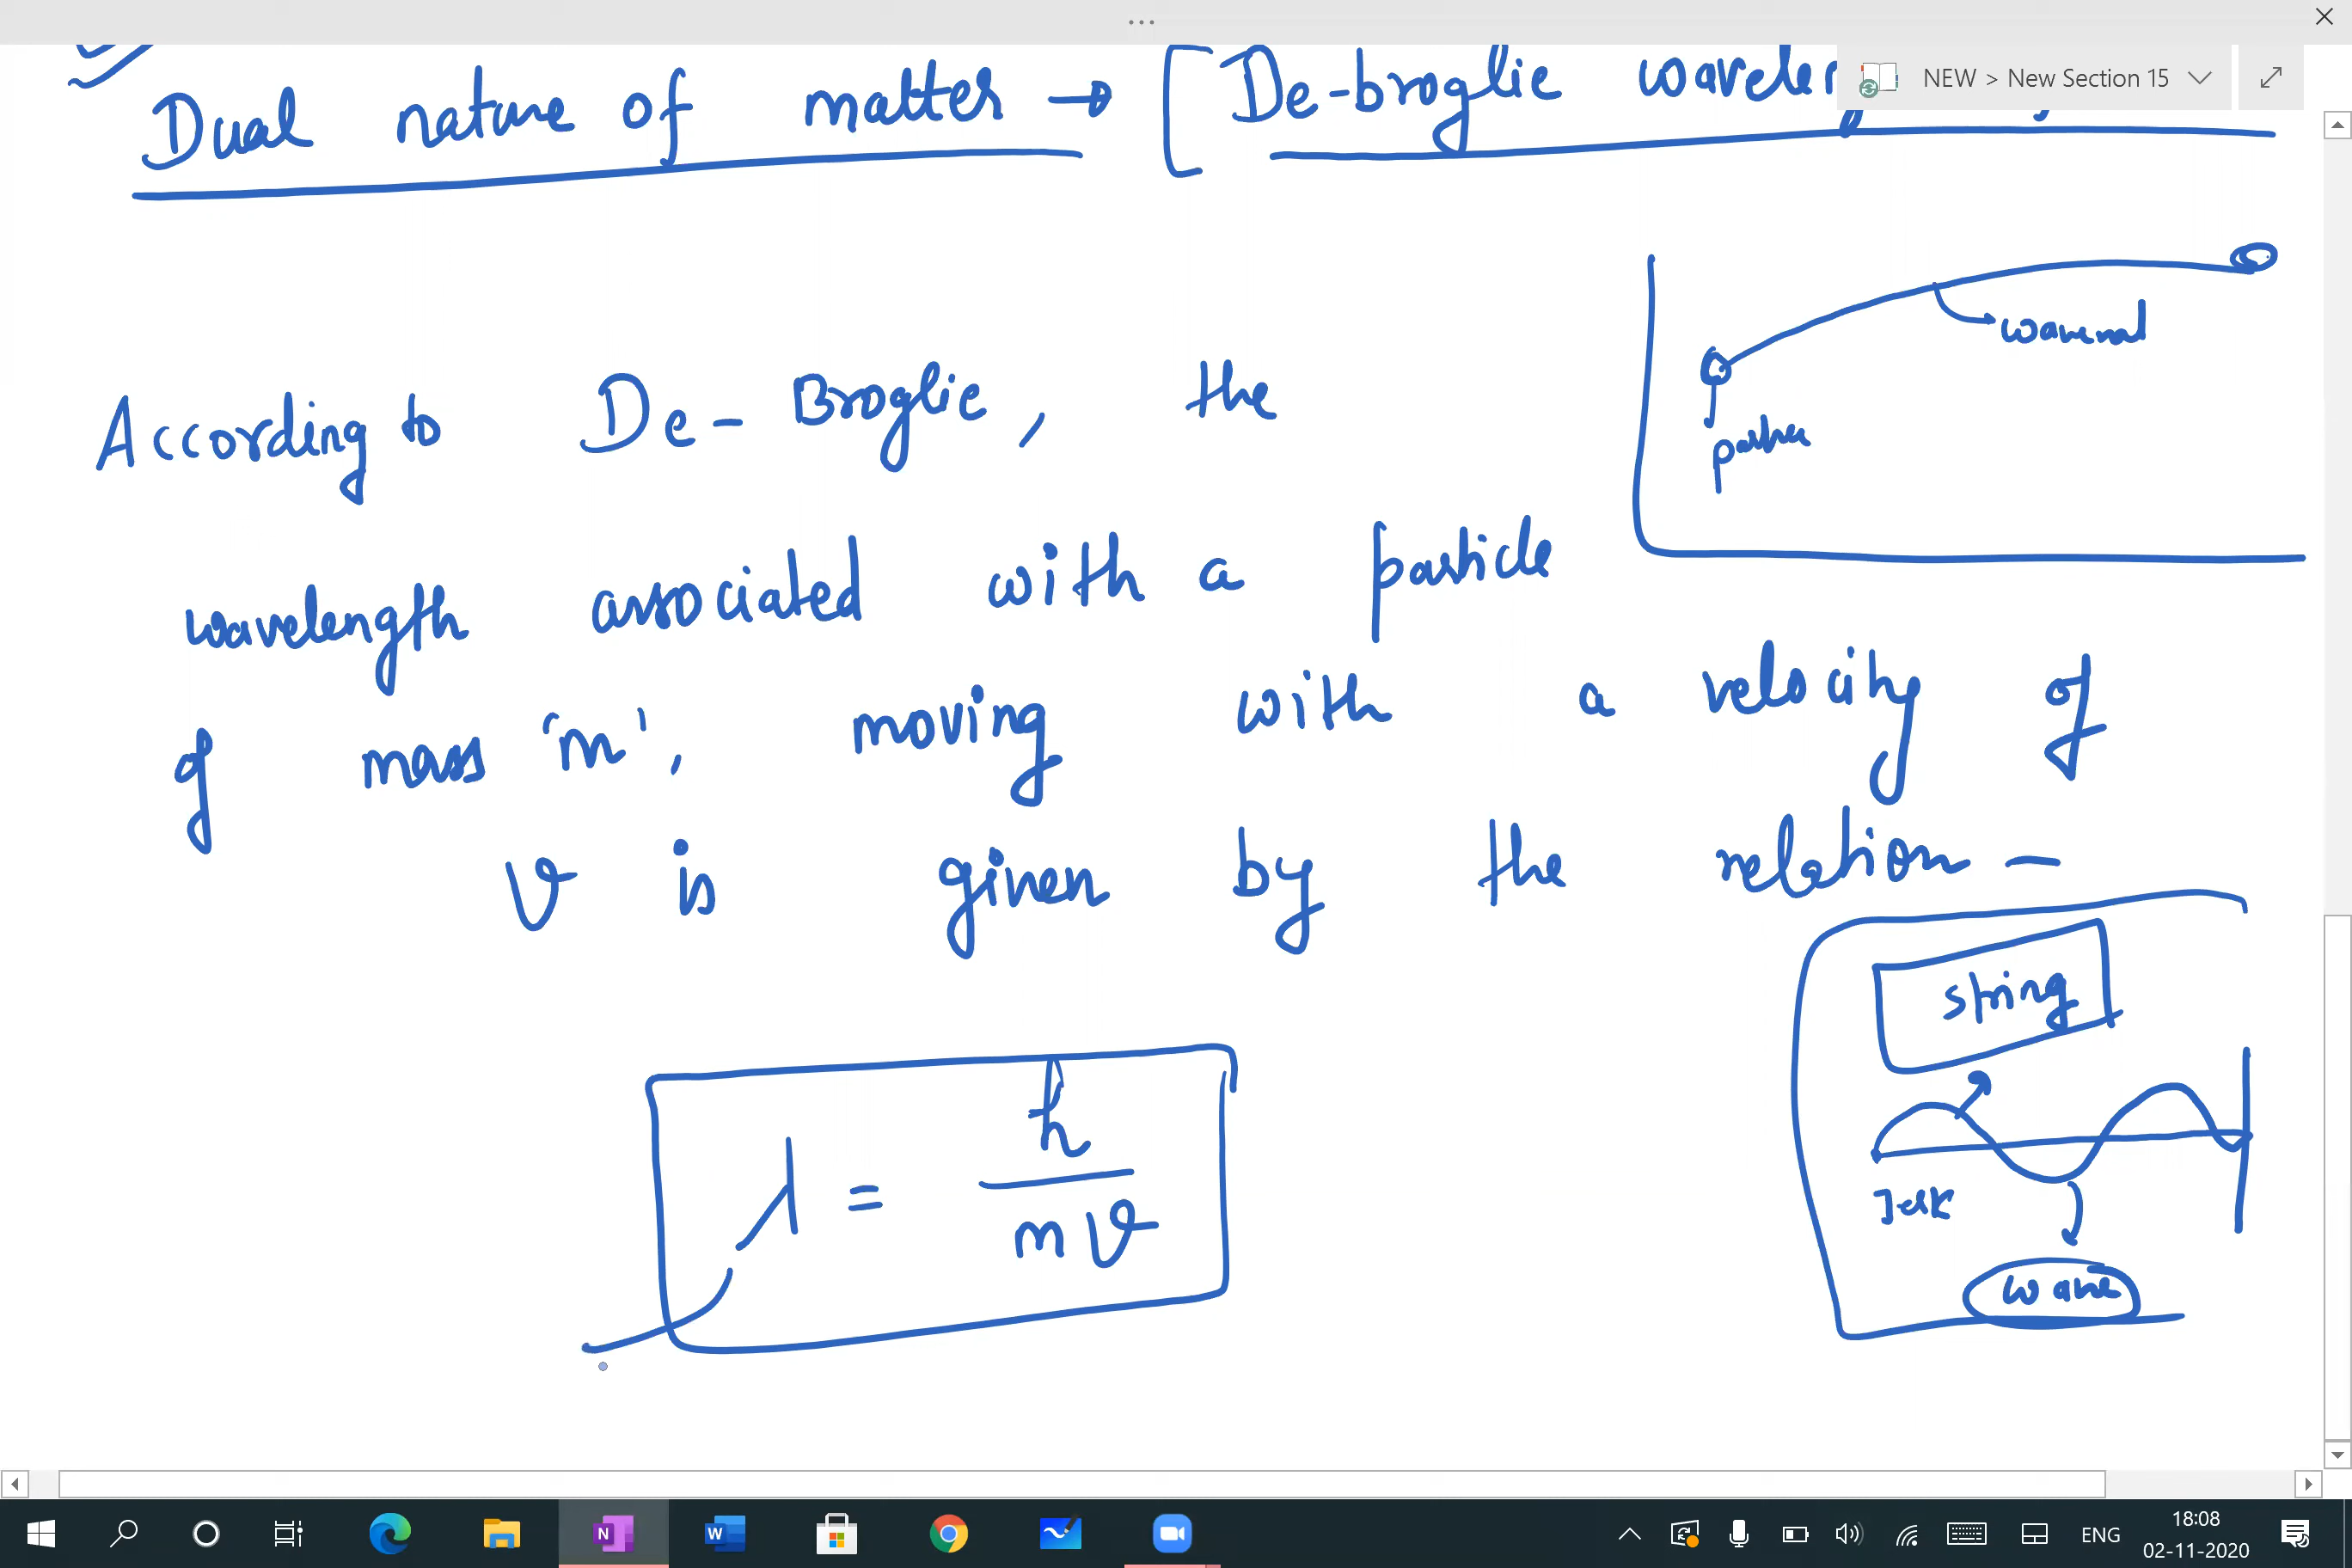 ...
NEW > New Section 15
Dual nature of matter → [De-broglie
According to De-Broglie, the
wavelength associated with a particle
of mass 'm', moving with a velocity of
v is given by the relation -
string
Jerk
wave
λ = h
mv
N
W
ENG
18:08
02-11-2020